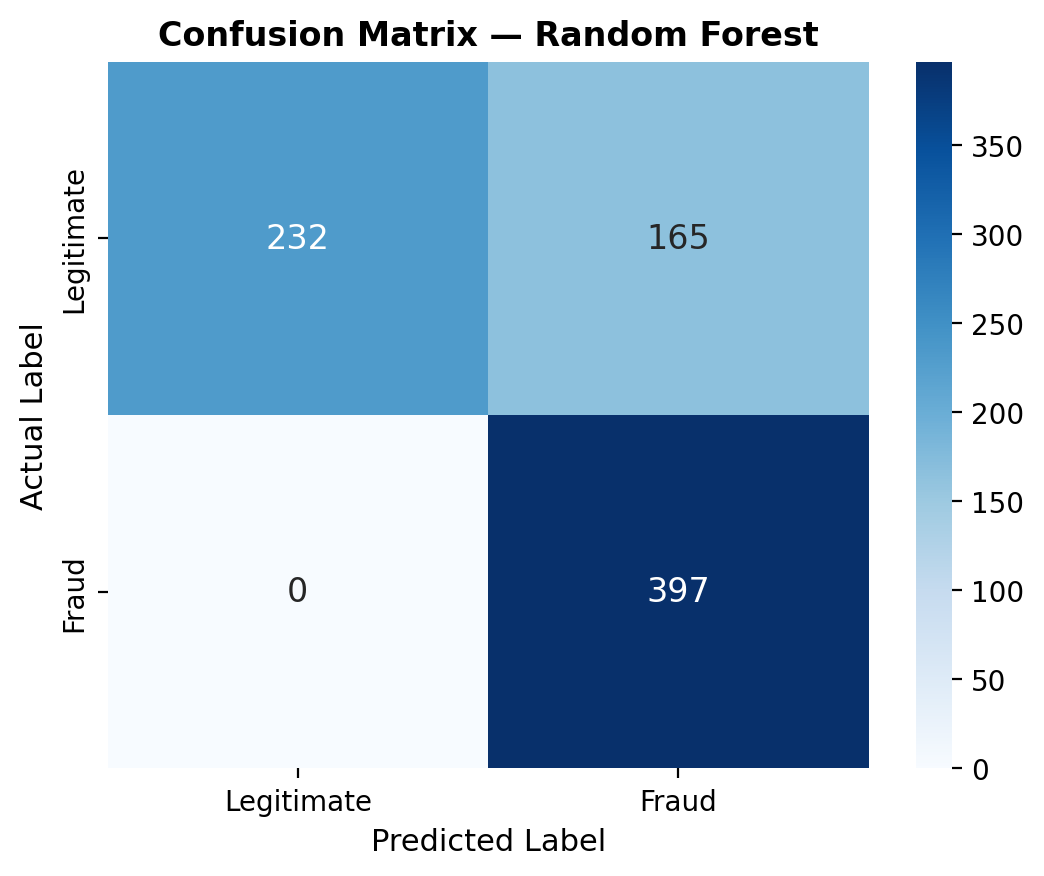 Confusion Matrix — Random Forest
Actual Label
Legitimate
Fraud
232
165
0
397
Legitimate
Fraud
Predicted Label
350
300
250
200
150
100
50
0